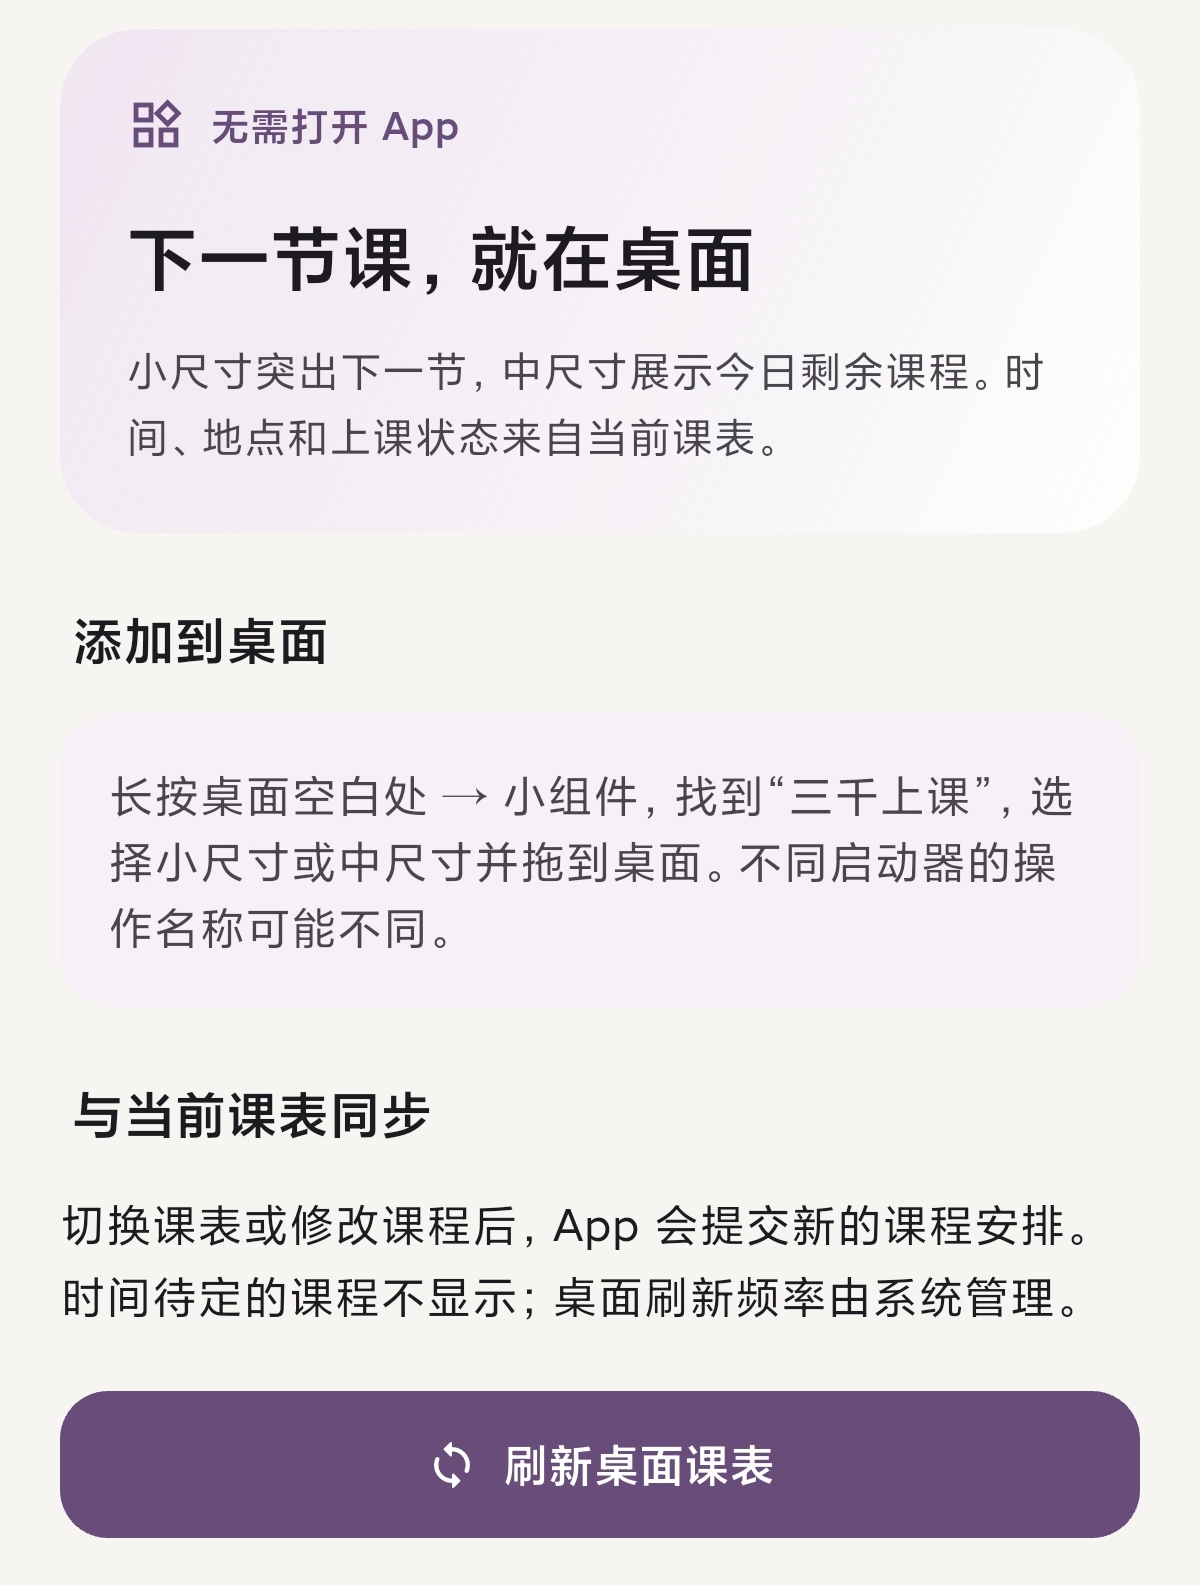 无需打开 App
下一节课，就在桌面
小尺寸突出下一节，中尺寸展示今日剩余课程。时
间、地点和上课状态来自当前课表。
添加到桌面
长按桌面空白处 → 小组件，找到“三千上课”，选
择小尺寸或中尺寸并拖到桌面。不同启动器的操
作名称可能不同。
与当前课表同步
切换课表或修改课程后，App 会提交新的课程安排。
时间待定的课程不显示；桌面刷新频率由系统管理。
刷新桌面课表